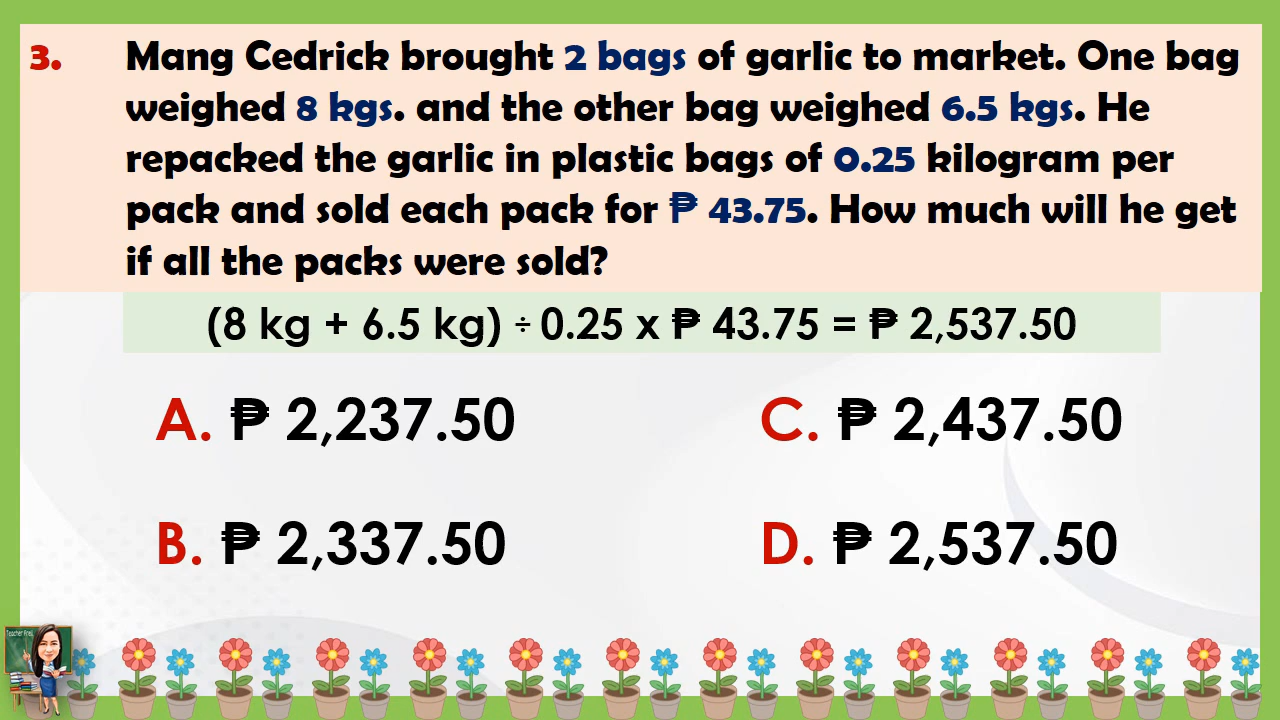 3. Mang Cedrick brought 2 bags of garlic to market. One bag
weighed 8 kgs. and the other bag weighed 6.5 kgs. He
repacked the garlic in plastic bags of 0.25 kilogram per
pack and sold each pack for ₱ 43.75. How much will he get
if all the packs were sold?
(8 kg + 6.5 kg) ÷ 0.25 x ₱ 43.75 = ₱ 2,537.50
A. ₱ 2,237.50
C. ₱ 2,437.50
B. ₱ 2,337.50
D. ₱ 2,537.50